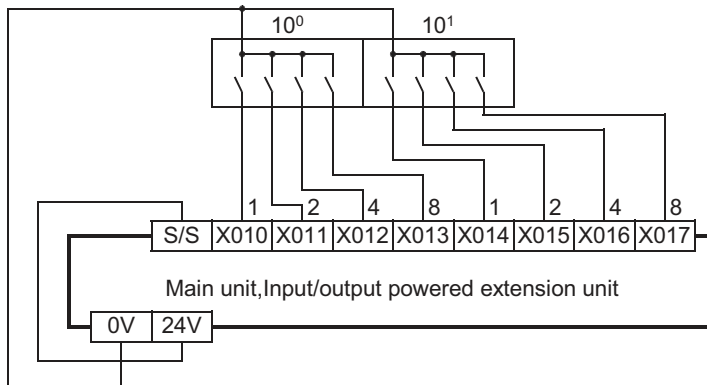 10⁰ 10¹
1 2 4 8 1 2 4 8
S/S X010 X011 X012 X013 X014 X015 X016 X017
Main unit,Input/output powered extension unit
0V 24V